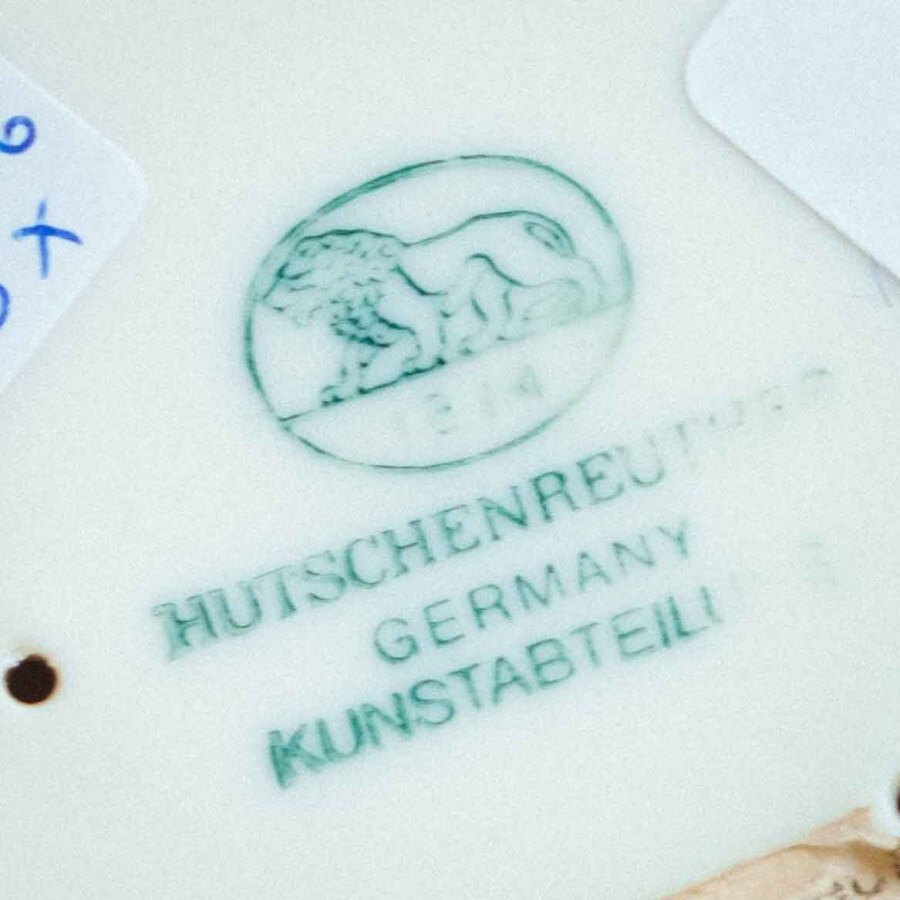 1814
HUTSCHENREUTHER
GERMANY
KUNSTABTEILUNG